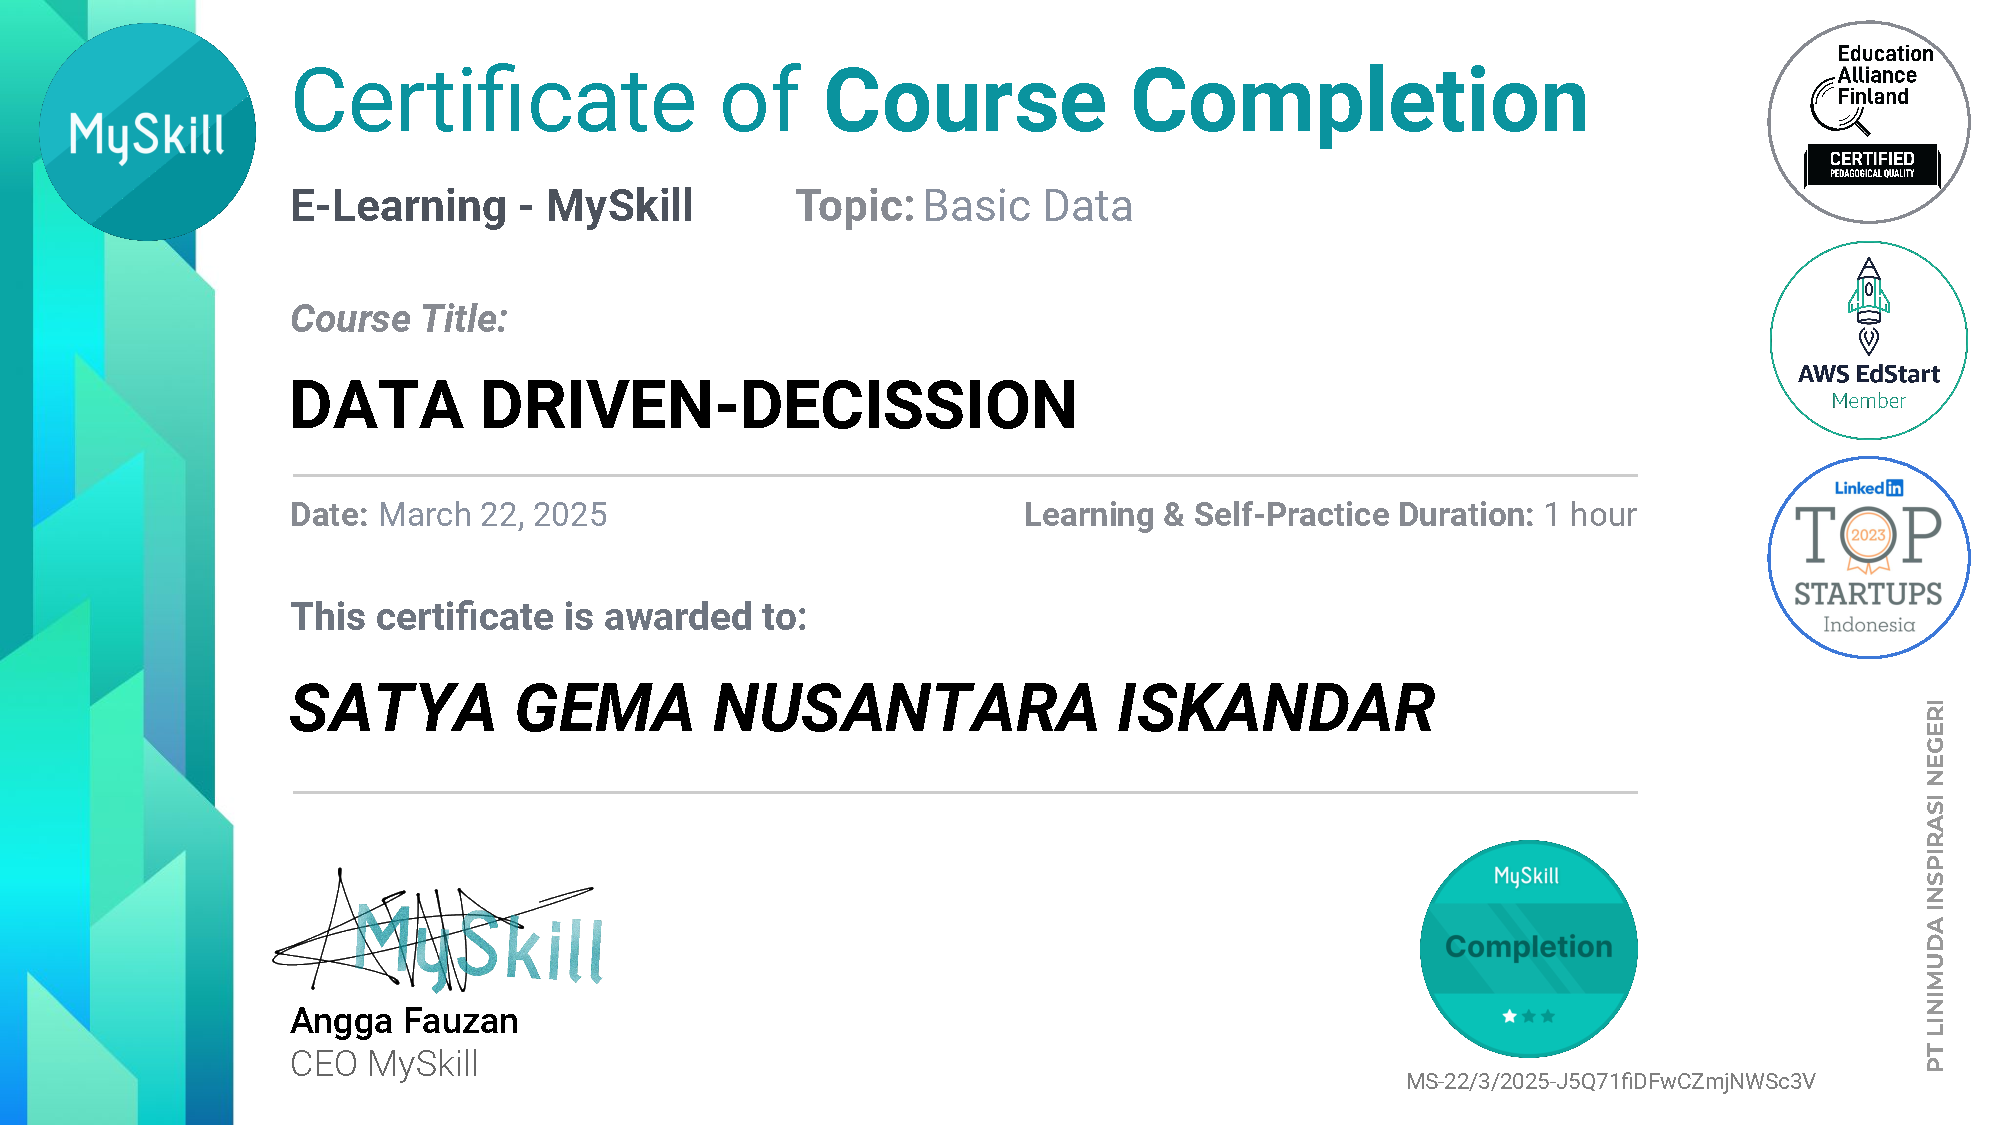 MySkill
Certificate of Course Completion
E-Learning - MySkill
Topic: Basic Data
Course Title:
DATA DRIVEN-DECISSION
Date: March 22, 2025
Learning & Self-Practice Duration: 1 hour
This certificate is awarded to:
SATYA GEMA NUSANTARA ISKANDAR
MySkill
Angga Fauzan
CEO MySkill
MySkill
Completion
MS-22/3/2025-J5Q71fiDFwCZmjNWSc3V
Education
Alliance
Finland
CERTIFIED
PEDAGOGICAL QUALITY
AWS EdStart
Member
Linked in
TOP
2023
STARTUPS
Indonesia
PT LINIMUDA INSPIRASI NEGERI